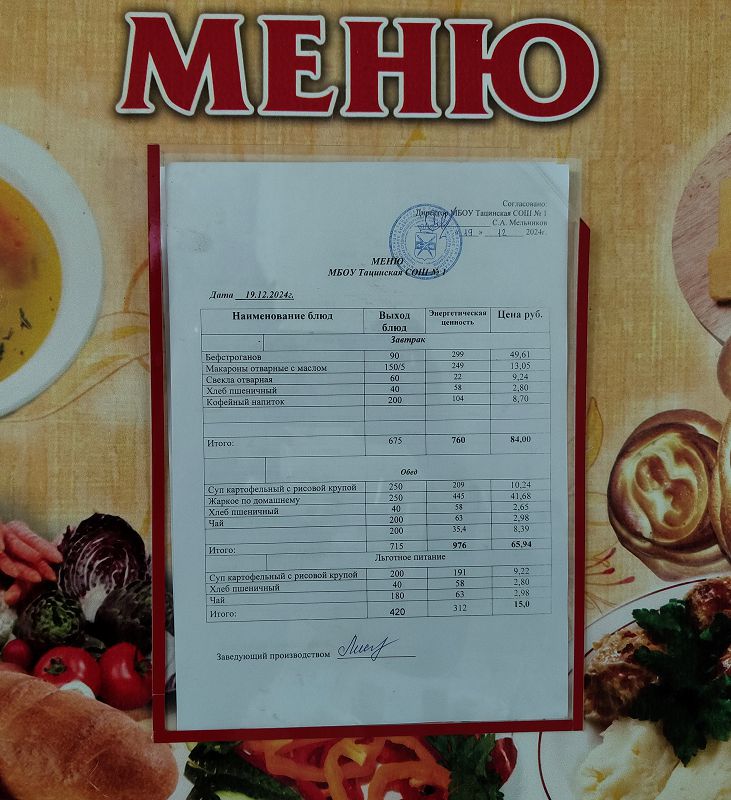 МЕНЮ
Согласовано:
Директор МБОУ Тацинская СОШ № 1
С.А. Мельников
« 19 » 12 2024г.
МЕНЮ
МБОУ Тацинская СОШ № 1
Дата 19.12.2024г.
Наименование блюд Выход блюд Энергетическая ценность Цена руб.
Завтрак
Бефстроганов 90 299 49,61
Макароны отварные с маслом 150/5 249 13,05
Свекла отварная 60 22 9,24
Хлеб пшеничный 40 58 2,80
Кофейный напиток 200 104 8,70
Итого: 675 760 84,00
Обед
Суп картофельный с рисовой крупой 250 209 10,24
Жаркое по домашнему 250 445 41,68
Хлеб пшеничный 40 58 2,65
Чай 200 63 2,98
200 35,4 8,39
Итого: 715 976 65,94
Льготное питание
Суп картофельный с рисовой крупой 200 191 9,22
Хлеб пшеничный 40 58 2,80
Чай 180 63 2,98
Итого: 420 312 15,0
Заведующий производством